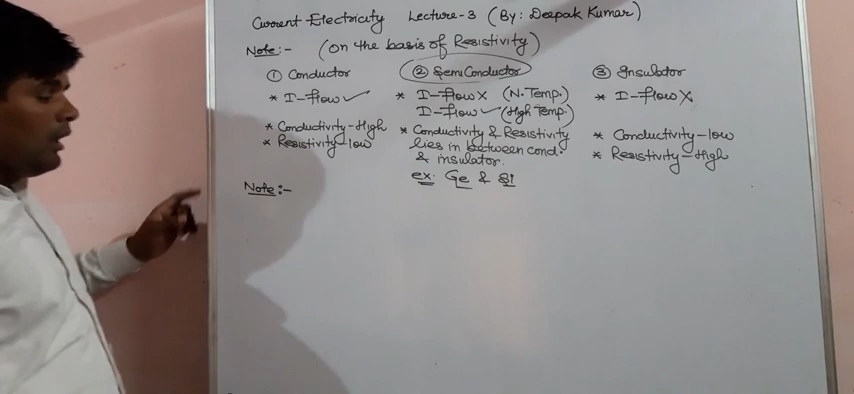 Current Electricity Lecture-3 (By: Deepak Kumar)
Note:- (on the basis of Resistivity)
① Conductor
* I-flow ✓
* Conductivity-High
* Resistivity-low
② SemiConductor
* I-flow X (N.Temp.)
I-flow ✓ (High Temp.)
* Conductivity & Resistivity
lies in between cond.
& insulator.
ex. Ge & Si
③ Insulator
* I-flow X
* Conductivity-low
* Resistivity-High
Note:-